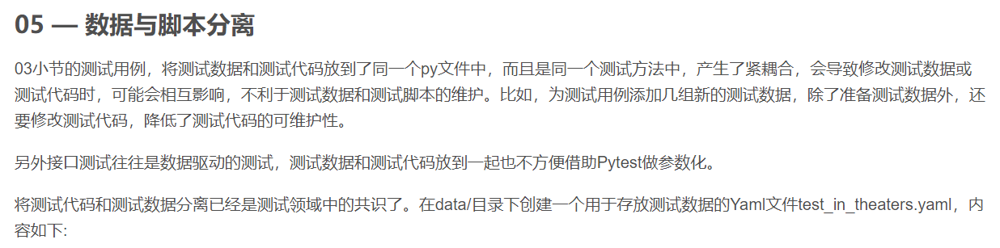 05 — 数据与脚本分离
03小节的测试用例，将测试数据和测试代码放到了同一个py文件中，而且是同一个测试方法中，产生了紧耦合，会导致修改测试数据或
测试代码时，可能会相互影响，不利于测试数据和测试脚本的维护。比如，为测试用例添加几组新的测试数据，除了准备测试数据外，还
要修改测试代码，降低了测试代码的可维护性。
另外接口测试往往是数据驱动的测试，测试数据和测试代码放到一起也不方便借助Pytest做参数化。
将测试代码和测试数据分离已经是测试领域中的共识了。在data/目录下创建一个用于存放测试数据的Yaml文件test_in_theaters.yaml，内
容如下: